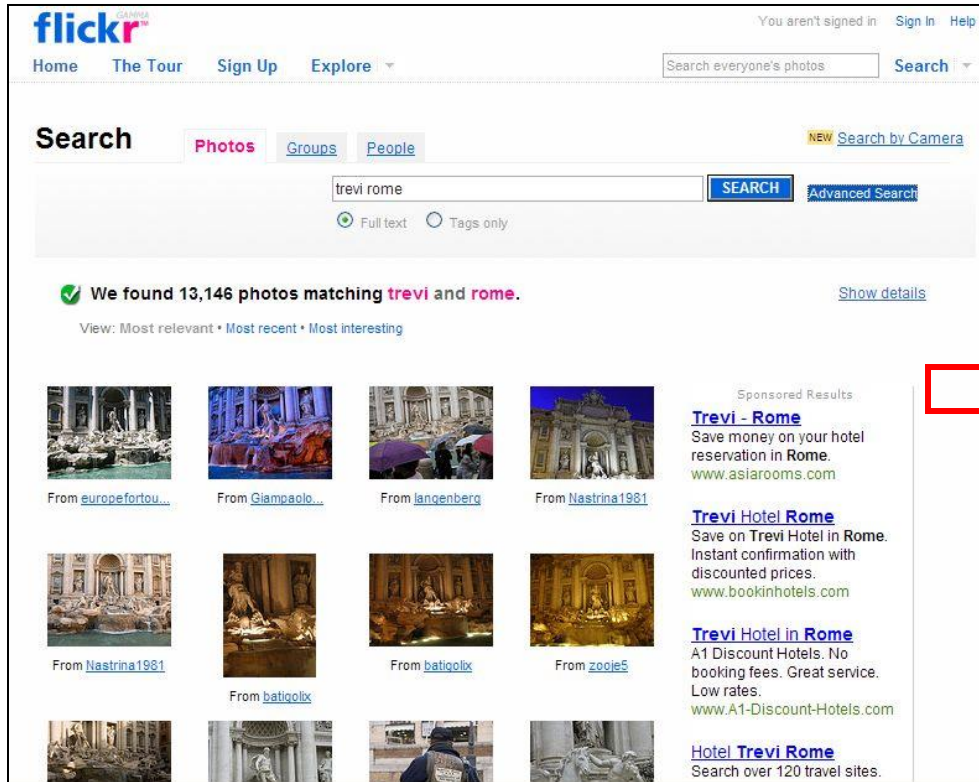 flickr GAMMA™
You aren't signed in Sign In Help
Home The Tour Sign Up Explore
Search everyone's photos Search
Search Photos Groups People
NEW Search by Camera
trevi rome SEARCH Advanced Search
Full text Tags only
We found 13,146 photos matching trevi and rome.
Show details
View: Most relevant • Most recent • Most interesting
From europefortou...
From Giampaolo...
From langenberg
From Nastrina1981
From Nastrina1981
From batigolix
From batigolix
From zooje5
Sponsored Results
Trevi - Rome
Save money on your hotel
reservation in Rome.
www.asiarooms.com
Trevi Hotel Rome
Save on Trevi Hotel in Rome.
Instant confirmation with
discounted prices.
www.bookinhotels.com
Trevi Hotel in Rome
A1 Discount Hotels. No
booking fees. Great service.
Low rates.
www.A1-Discount-Hotels.com
Hotel Trevi Rome
Search over 120 travel sites.